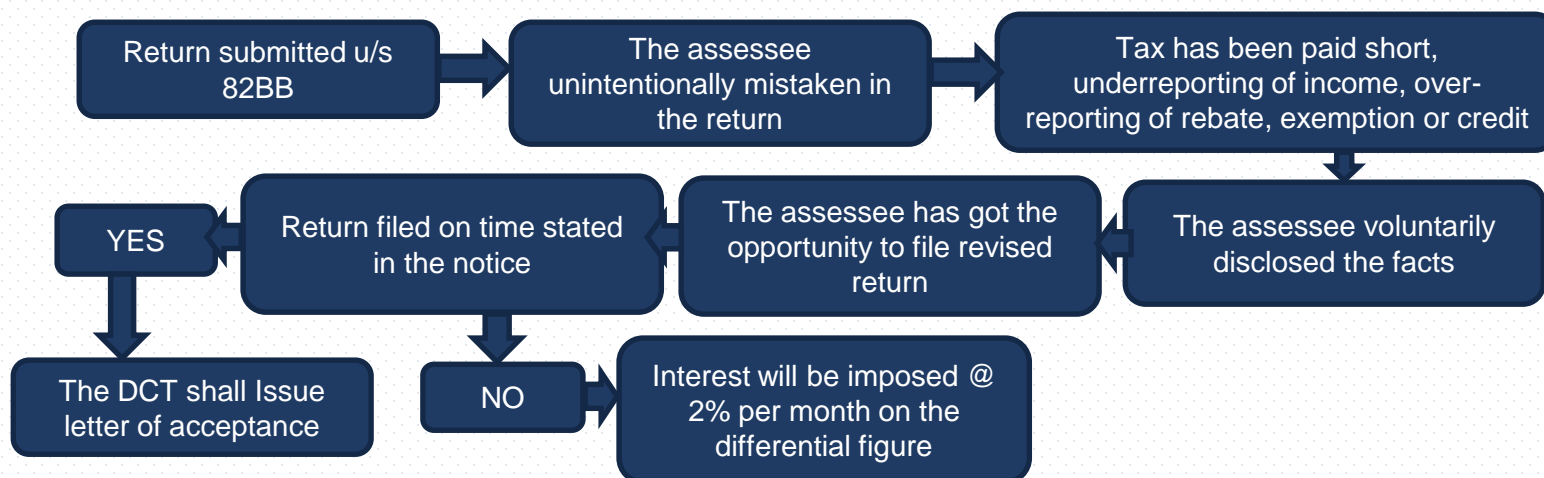 Return submitted u/s
82BB
The assessee
unintentionally mistaken in
the return
Tax has been paid short,
underreporting of income, over-
reporting of rebate, exemption or credit
The assessee voluntarily
disclosed the facts
The assessee has got the
opportunity to file revised
return
Return filed on time stated
in the notice
YES
The DCT shall Issue
letter of acceptance
NO
Interest will be imposed @
2% per month on the
differential figure